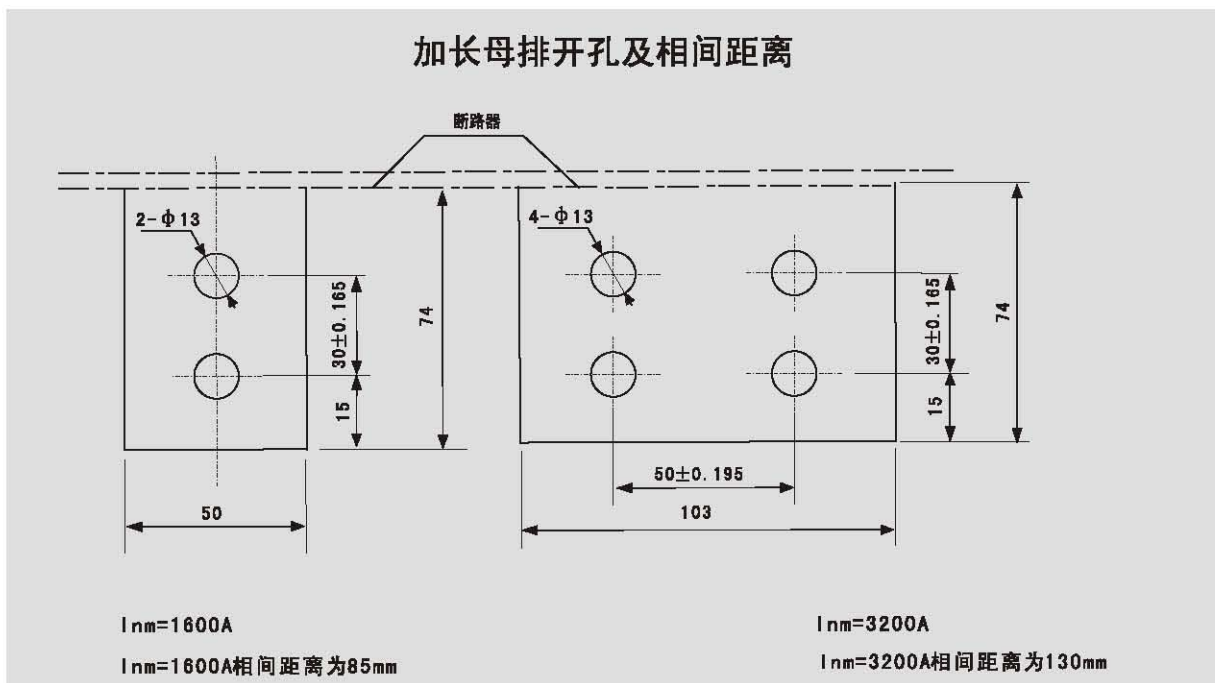 加长母排开孔及相间距离
断路器
2-Φ13
30±0.165
15
74
50
4-Φ13
30±0.165
15
74
50±0.195
103
Inm=1600A
Inm=1600A相间距离为85mm
Inm=3200A
Inm=3200A相间距离为130mm